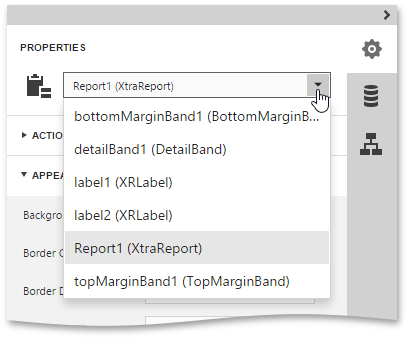 PROPERTIES
Report1 (XtraReport)
bottomMarginBand1 (BottomMarginB...
detailBand1 (DetailBand)
ACTIO
label1 (XRLabel)
APPEA
label2 (XRLabel)
Backgro
Report1 (XtraReport)
Border C
topMarginBand1 (TopMarginBand)
Border D